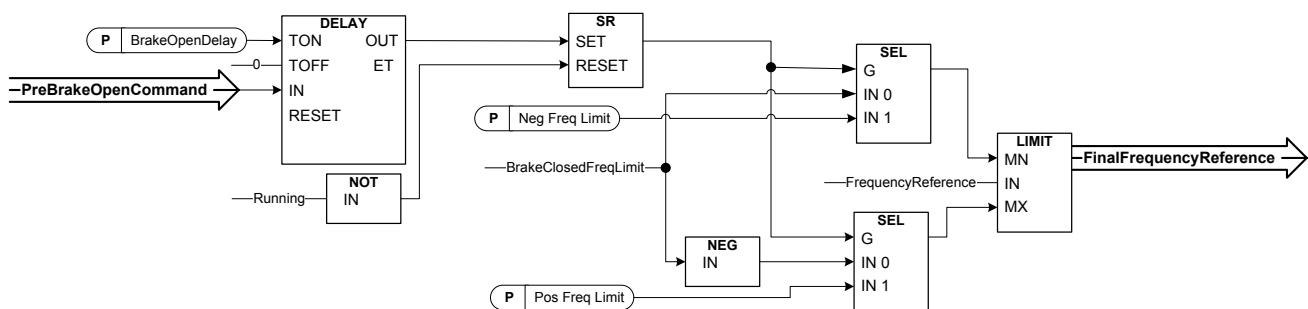 DELAY
TON OUT
TOFF ET
IN
RESET
P BrakeOpenDelay
0
PreBrakeOpenCommand
Running
NOT
IN
SR
SET
RESET
P Neg Freq Limit
BrakeClosedFreqLimit
NEG
IN
P Pos Freq Limit
SEL
G
IN 0
IN 1
SEL
G
IN 0
IN 1
FrequencyReference
LIMIT
MN
IN
MX
FinalFrequencyReference